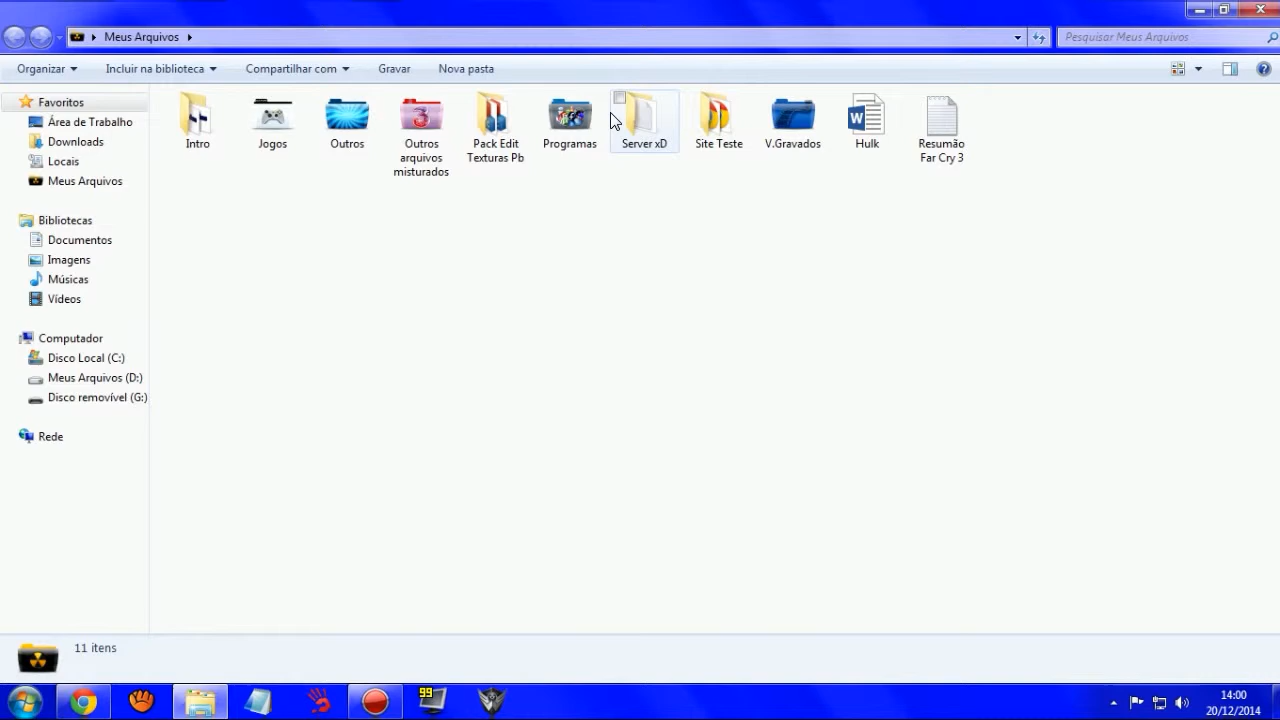 Meus Arquivos
Pesquisar Meus Arquivos
Organizar Incluir na biblioteca Compartilhar com Gravar Nova pasta
Favoritos
Área de Trabalho
Downloads
Locais
Meus Arquivos
Bibliotecas
Documentos
Imagens
Músicas
Vídeos
Computador
Disco Local (C:)
Meus Arquivos (D:)
Disco removível (G:)
Rede
Intro
Jogos
Outros
Outros
arquivos
misturados
Pack Edit
Texturas Pb
Programas
Server xD
Site Teste
V.Gravados
Hulk
Resumão
Far Cry 3
11 itens
99
14:00
20/12/2014